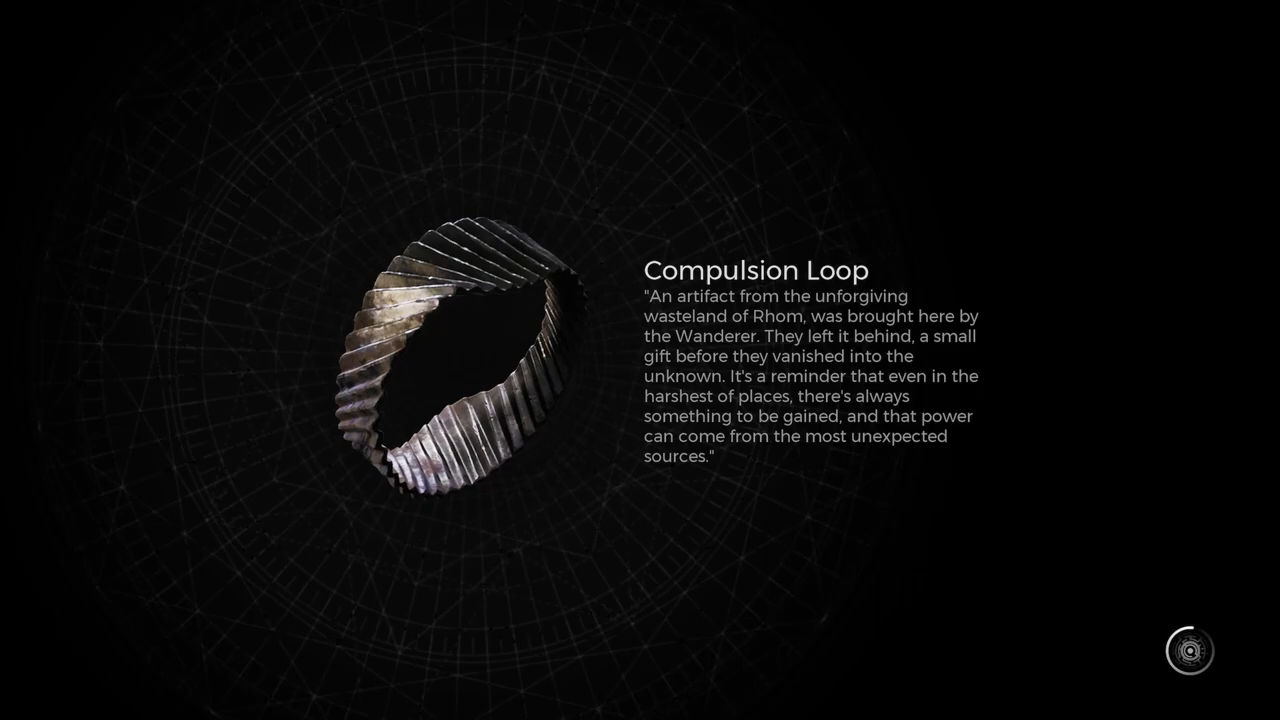 Compulsion Loop
"An artifact from the unforgiving
wasteland of Rhom, was brought here by
the Wanderer. They left it behind, a small
gift before they vanished into the
unknown. It's a reminder that even in the
harshest of places, there's always
something to be gained, and that power
can come from the most unexpected
sources."